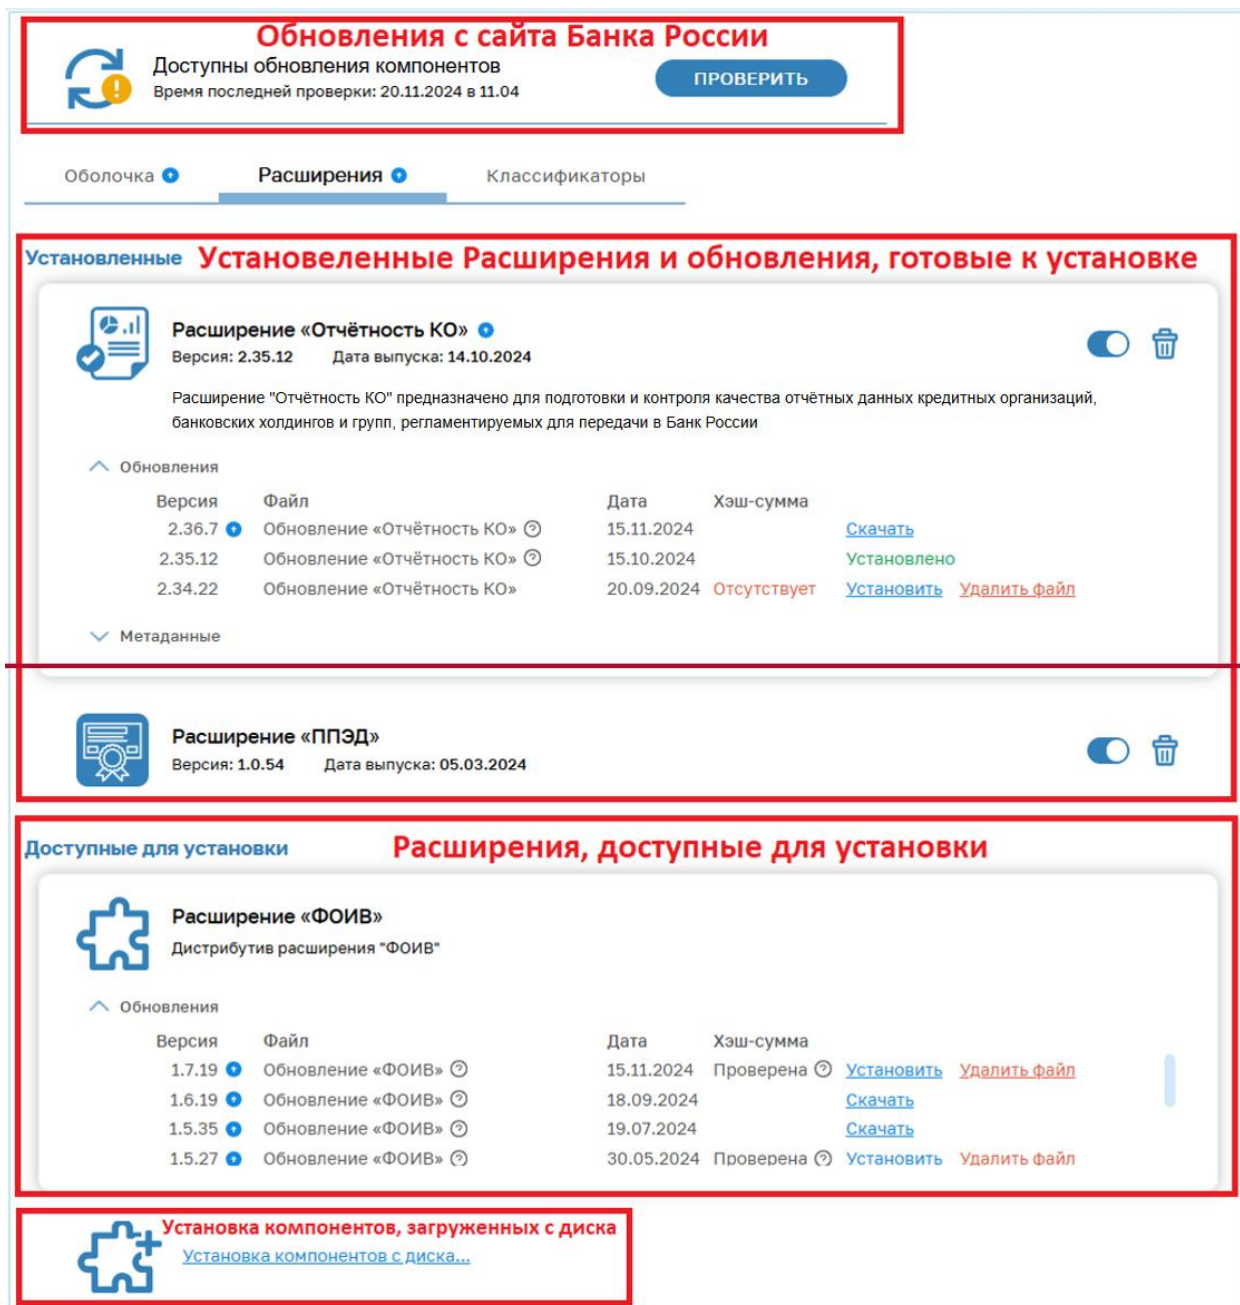 Обновления с сайта Банка России
Доступны обновления компонентов
Время последней проверки: 20.11.2024 в 11.04
ПРОВЕРИТЬ
Оболочка Расширения Классификаторы
Установленные Установеленные Расширения и обновления, готовые к установке
Расширение «Отчётность КО»
Версия: 2.35.12 Дата выпуска: 14.10.2024
Расширение "Отчётность КО" предназначено для подготовки и контроля качества отчётных данных кредитных организаций,
банковских холдингов и групп, регламентируемых для передачи в Банк России
Обновления
Версия Файл Дата Хэш-сумма
2.36.7 Обновление «Отчётность КО» ? 15.11.2024 Скачать
2.35.12 Обновление «Отчётность КО» ? 15.10.2024 Установлено
2.34.22 Обновление «Отчётность КО» 20.09.2024 Отсутствует Установить Удалить файл
Метаданные
Расширение «ППЭД»
Версия: 1.0.54 Дата выпуска: 05.03.2024
Доступные для установки Расширения, доступные для установки
Расширение «ФОИВ»
Дистрибутив расширения "ФОИВ"
Обновления
Версия Файл Дата Хэш-сумма
1.7.19 Обновление «ФОИВ» ? 15.11.2024 Проверена ? Установить Удалить файл
1.6.19 Обновление «ФОИВ» ? 18.09.2024 Скачать
1.5.35 Обновление «ФОИВ» ? 19.07.2024 Скачать
1.5.27 Обновление «ФОИВ» ? 30.05.2024 Проверена ? Установить Удалить файл
Установка компонентов, загруженных с диска
Установка компонентов с диска...